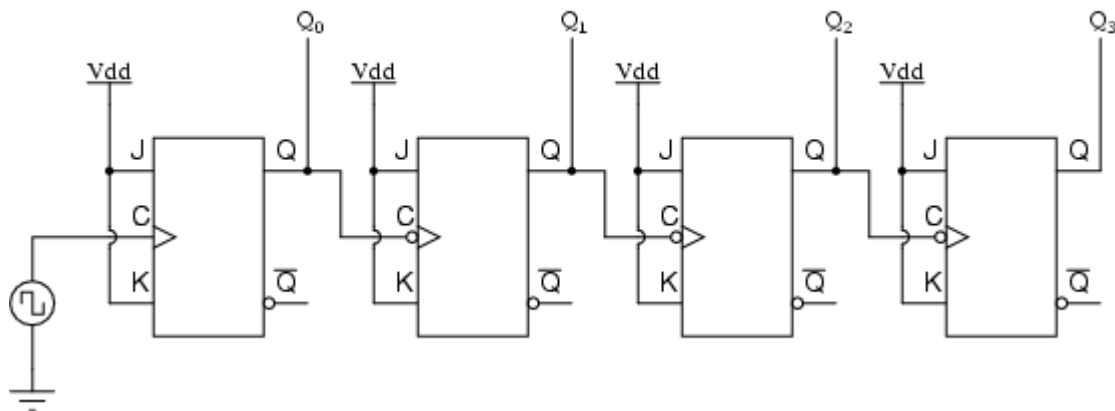 Q0 Q1 Q2 Q3
Vdd Vdd Vdd Vdd
J Q J Q J Q J Q
C C C C
K Q̅ K Q̅ K Q̅ K Q̅